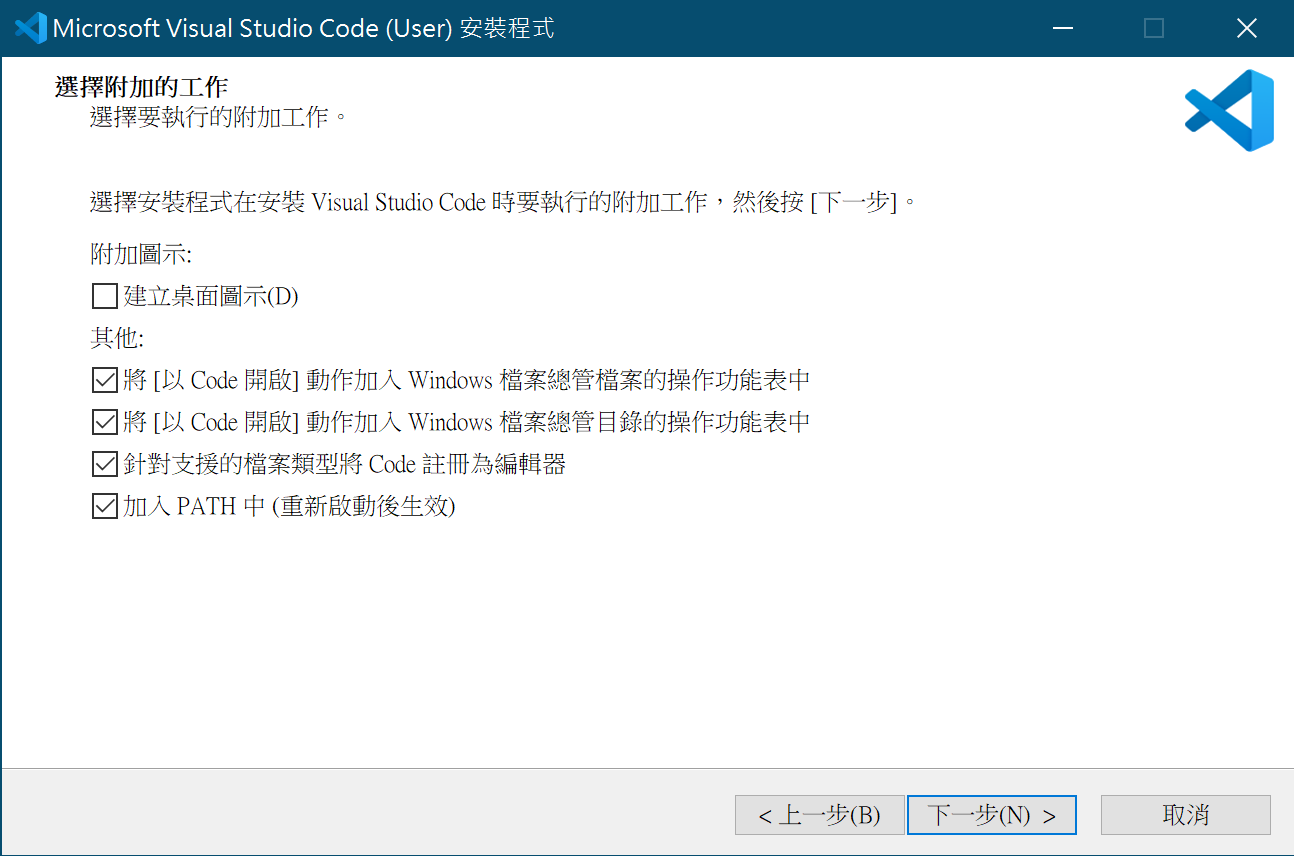 Microsoft Visual Studio Code (User) 安裝程式
選擇附加的工作
選擇要執行的附加工作。
選擇安裝程式在安裝 Visual Studio Code 時要執行的附加工作，然後按 [下一步]。
附加圖示:
建立桌面圖示(D)
其他:
將 [以 Code 開啟] 動作加入 Windows 檔案總管檔案的操作功能表中
將 [以 Code 開啟] 動作加入 Windows 檔案總管目錄的操作功能表中
針對支援的檔案類型將 Code 註冊為編輯器
加入 PATH 中 (重新啟動後生效)
< 上一步(B) 下一步(N) > 取消